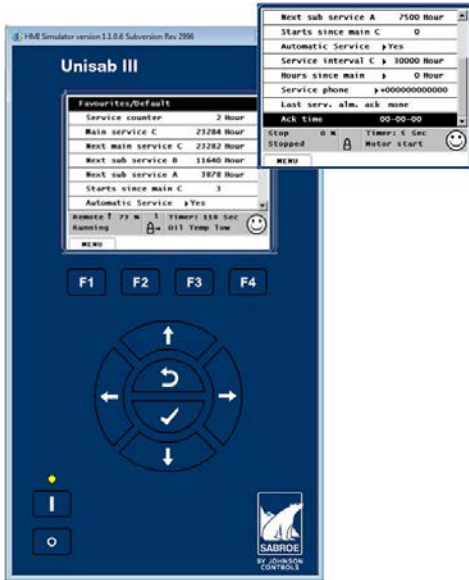 HMI Simulator version 1.1.0.6 Subversion Rev 2996
Unisab III
Favourites/Default
Service counter 2 Hour
Main service C 23284 Hour
Next main service C 23282 Hour
Next sub service B 11640 Hour
Next sub service A 3878 Hour
Starts since main C 3
Automatic Service Yes
Remote 73 % 1 Timer: 118 Sec
Running Oil Temp low
MENU
Next sub service A 7500 Hour
Starts since main C 0
Automatic Service Yes
Service interval C 30000 Hour
Hours since main 0 Hour
Service phone +000000000000
Last serv. alm. ack none
Ack time 00-00-00
Stop 0 % Timer: Sec
Stopped Motor start
MENU
F1 F2 F3 F4
I
O
SABROE
BY JOHNSON
CONTROLS